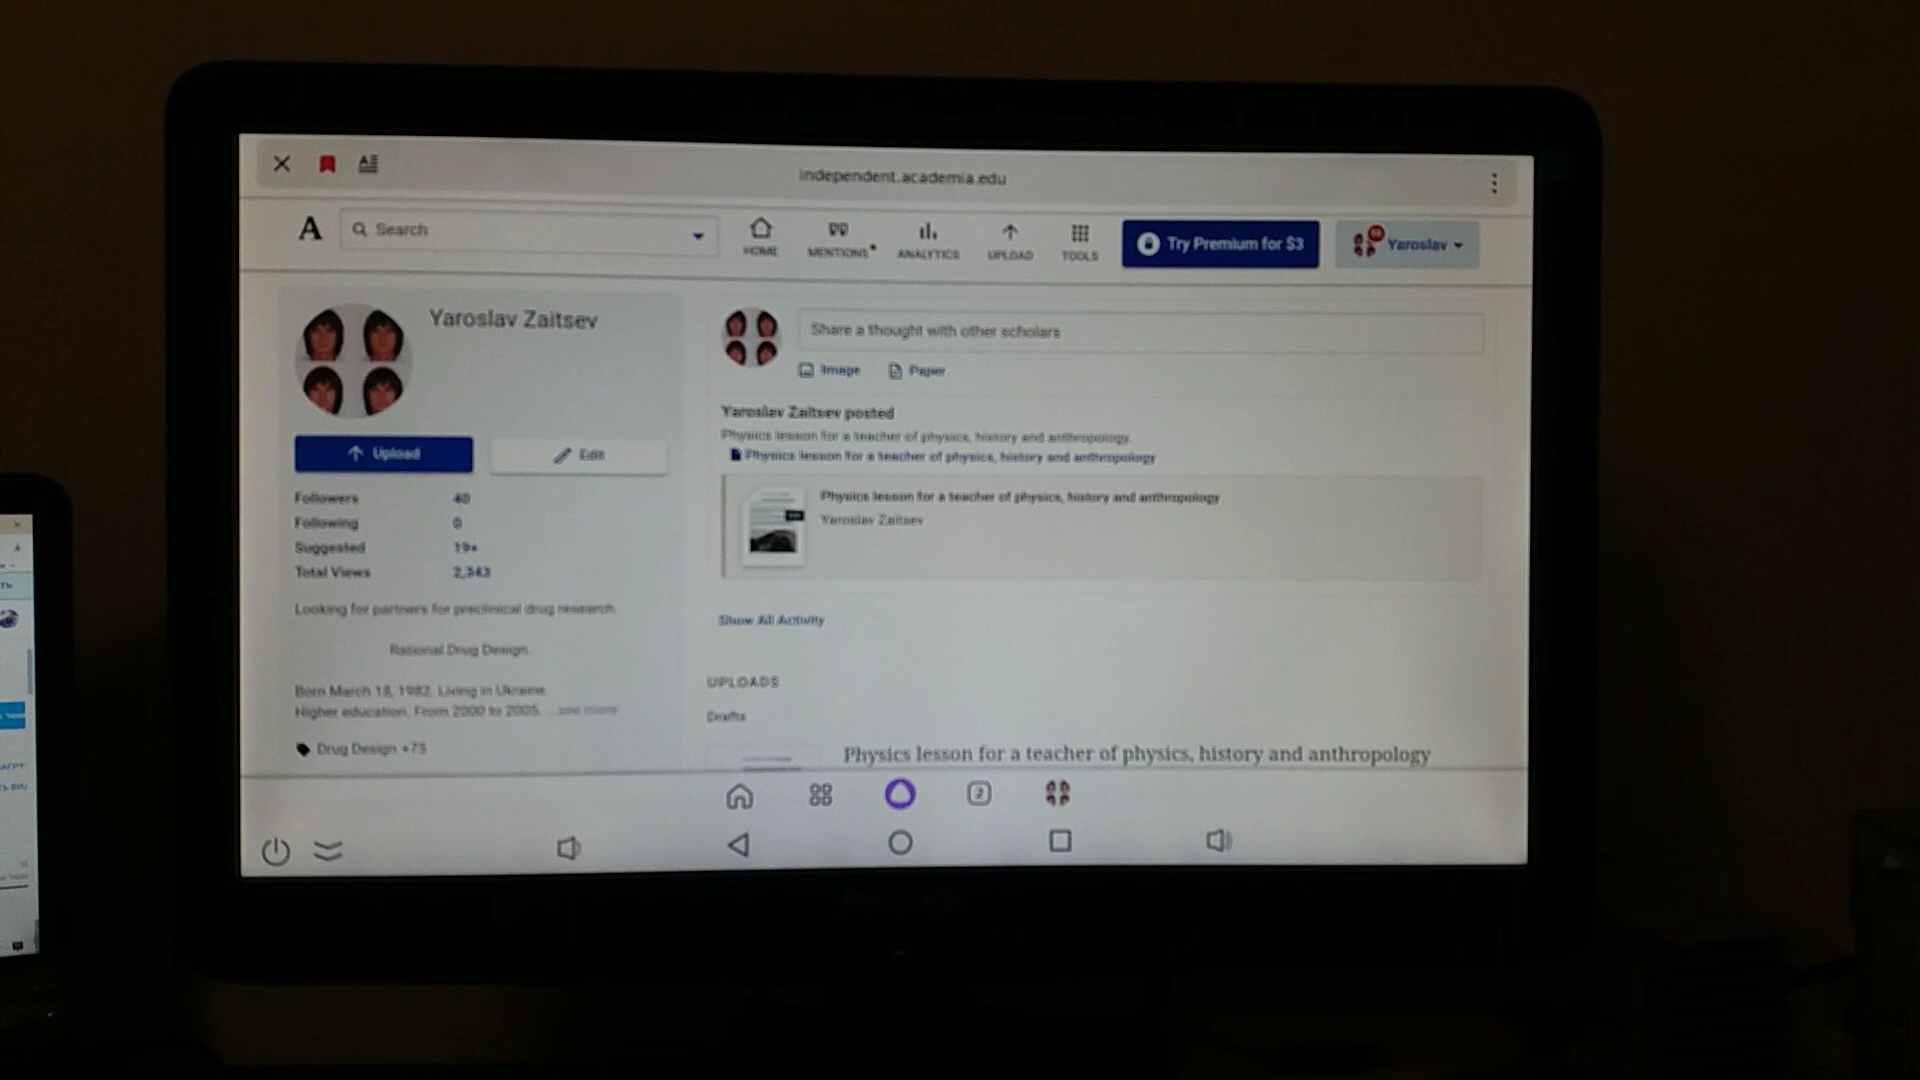 independent.academia.edu
A
Search
HOME
MENTIONS
ANALYTICS
UPLOAD
TOOLS
Try Premium for $3
Yaroslav
Yaroslav Zaitsev
Upload
Edit
Followers 40
Following 0
Suggested 19+
Total Views 2,363
Looking for partners for preclinical drug research.
Rational Drug Design.
Born March 18, 1982. Living in Ukraine.
Higher education. From 2000 to 2005. ...see more
Drug Design +75
Share a thought with other scholars
Image
Paper
Yaroslav Zaitsev posted
Physics lesson for a teacher of physics, history and anthropology
Physics lesson for a teacher of physics, history and anthropology
Physics lesson for a teacher of physics, history and anthropology
Yaroslav Zaitsev
Show All Activity
UPLOADS
Drafts
Physics lesson for a teacher of physics, history and anthropology
2